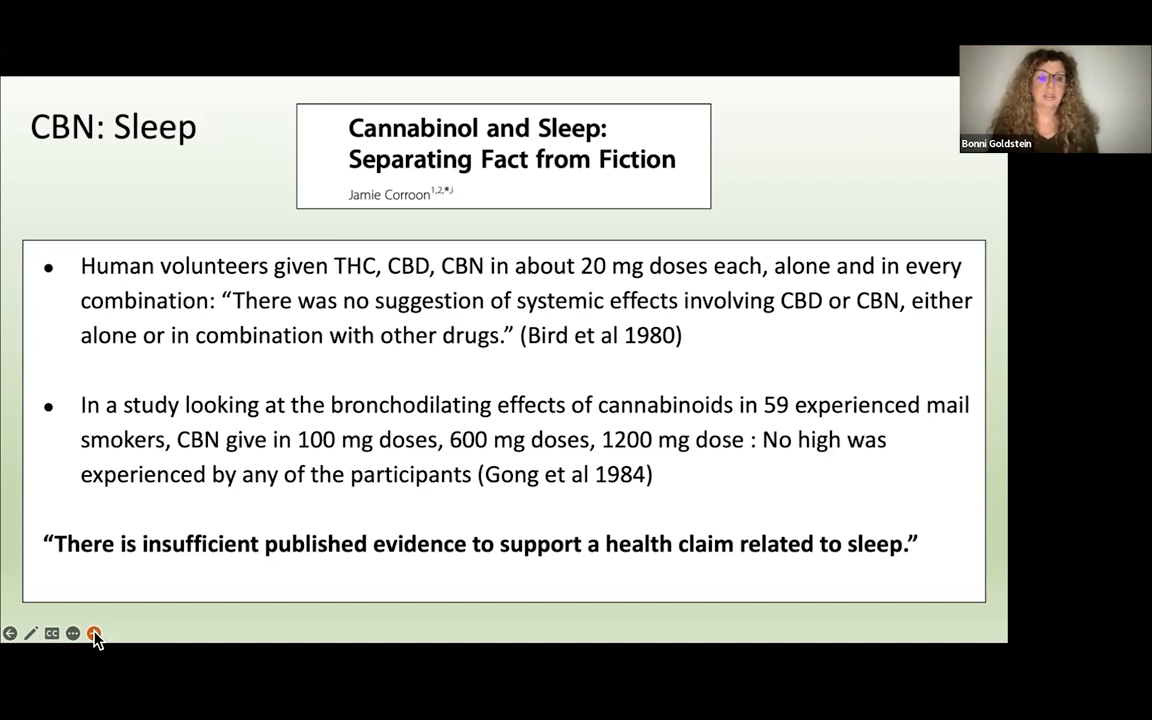 CBN: Sleep
Cannabinol and Sleep:
Separating Fact from Fiction
Jamie Corroon1,2,*,i
Bonni Goldstein
• Human volunteers given THC, CBD, CBN in about 20 mg doses each, alone and in every
combination: “There was no suggestion of systemic effects involving CBD or CBN, either
alone or in combination with other drugs.” (Bird et al 1980)
• In a study looking at the bronchodilating effects of cannabinoids in 59 experienced mail
smokers, CBN give in 100 mg doses, 600 mg doses, 1200 mg dose : No high was
experienced by any of the participants (Gong et al 1984)
“There is insufficient published evidence to support a health claim related to sleep.”
CC